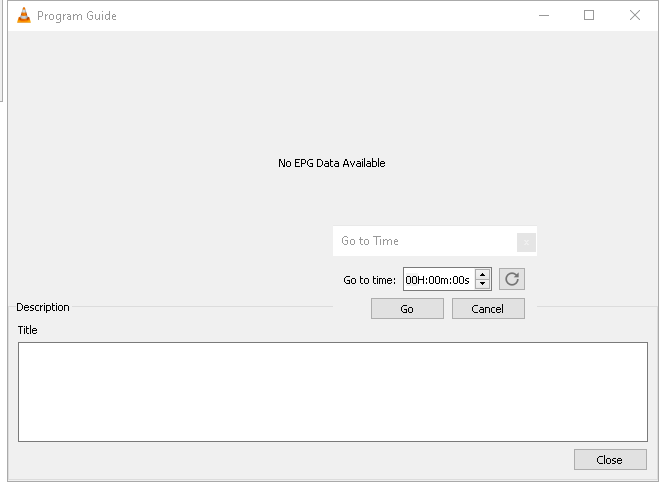 Program Guide
No EPG Data Available
Go to Time
Go to time: 00H:00m:00s
Go Cancel
Description
Title
Close